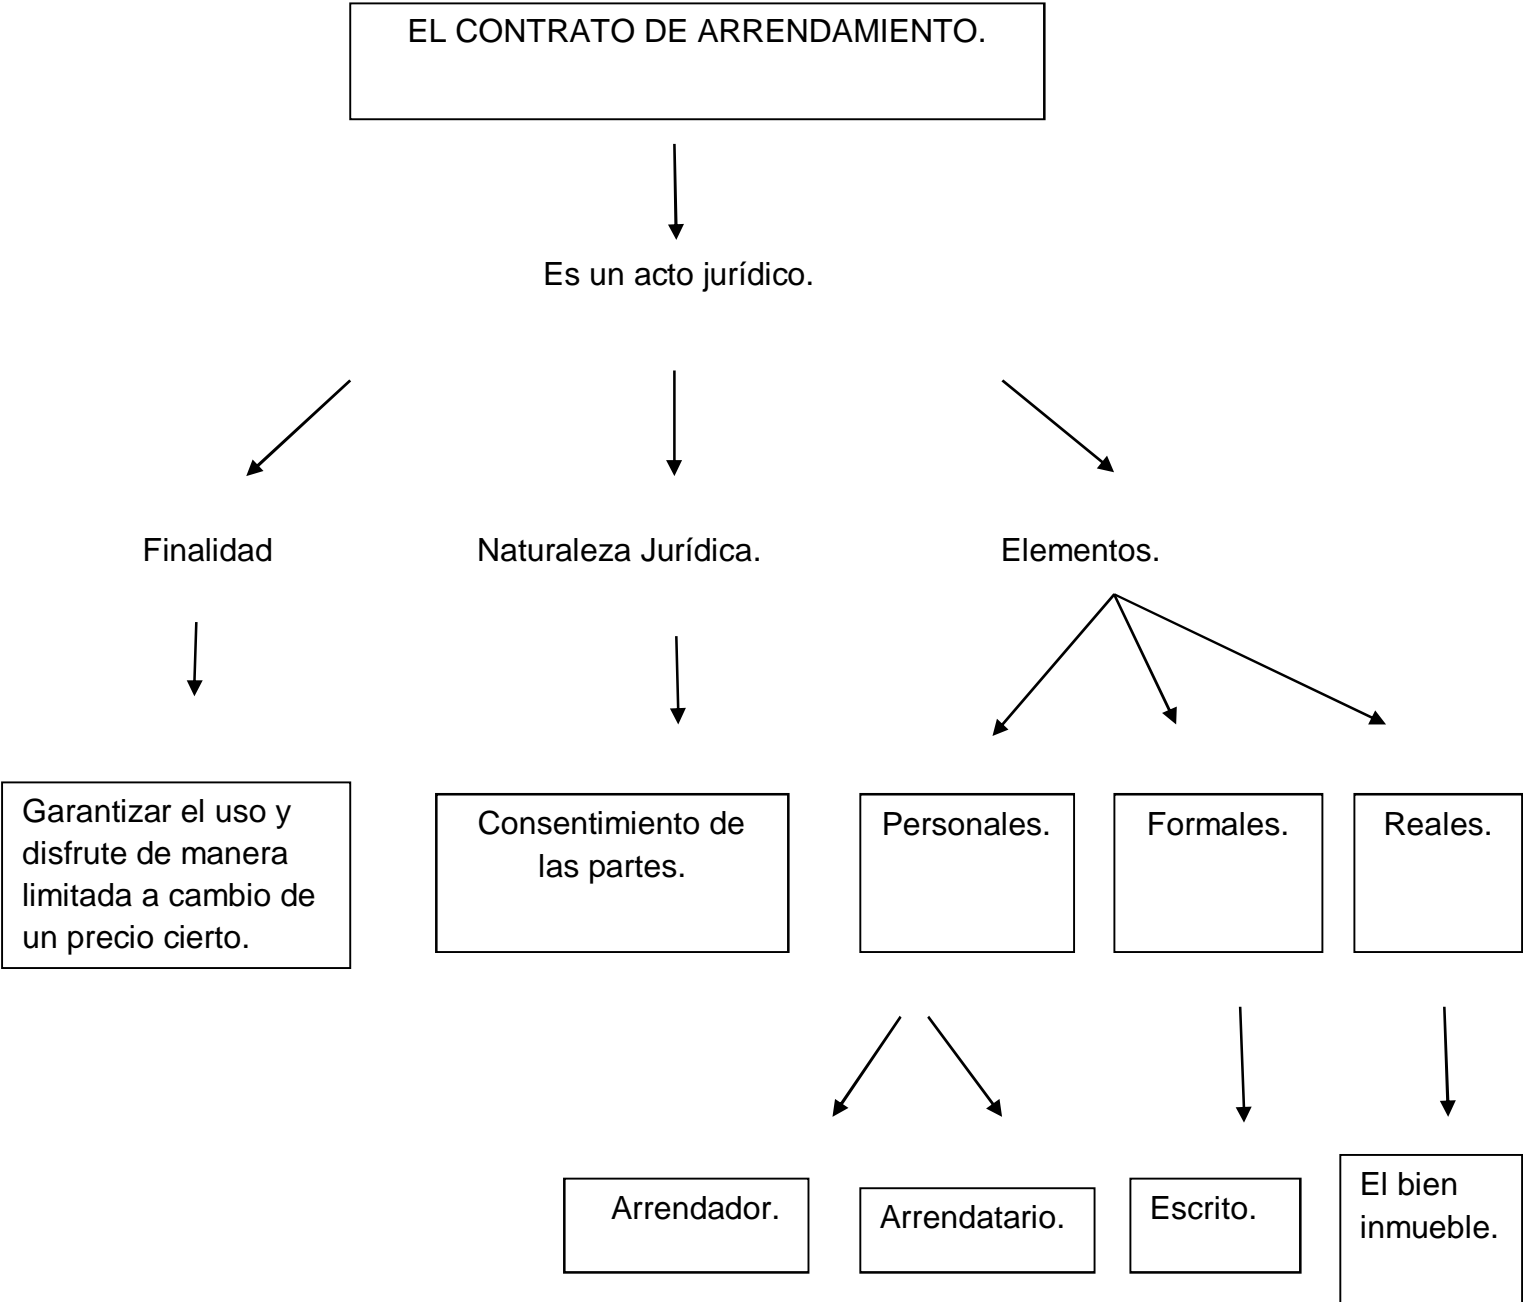 EL CONTRATO DE ARRENDAMIENTO.
Es un acto jurídico.
Finalidad
Naturaleza Jurídica.
Elementos.
Garantizar el uso y
disfrute de manera
limitada a cambio de
un precio cierto.
Consentimiento de
las partes.
Personales.
Formales.
Reales.
Arrendador.
Arrendatario.
Escrito.
El bien
inmueble.